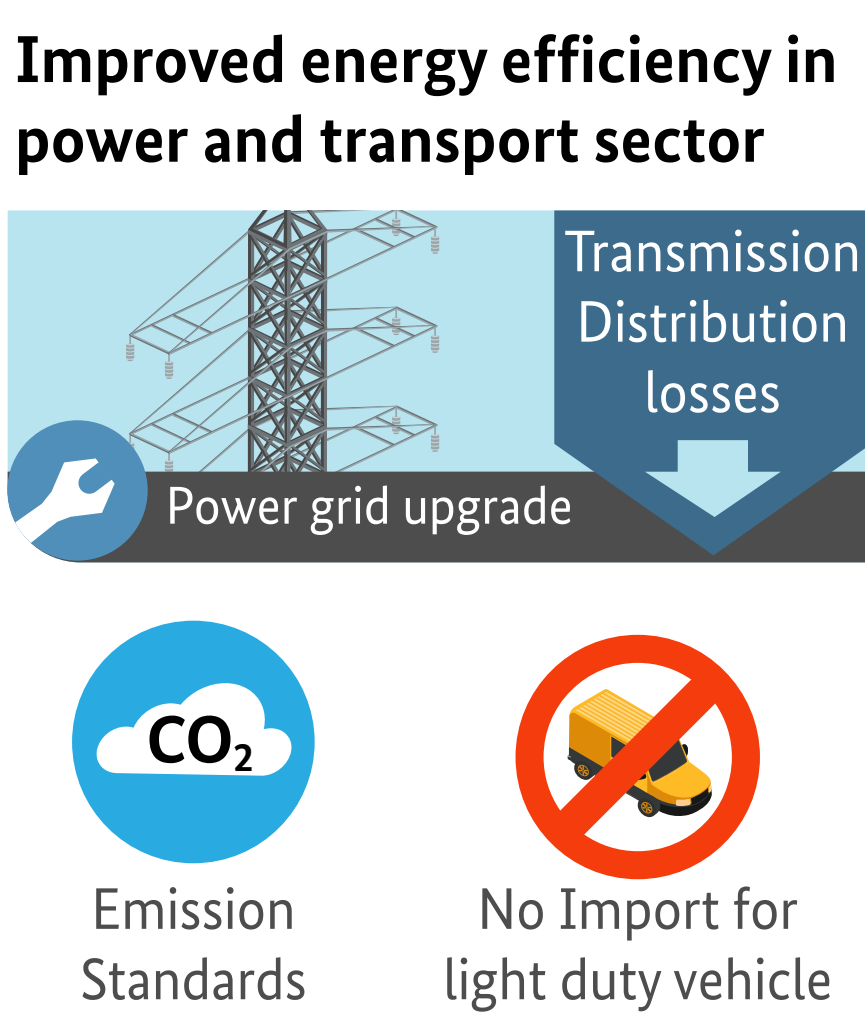 Improved energy efficiency in
power and transport sector
Transmission
Distribution
losses
Power grid upgrade
CO₂
Emission
Standards
No Import for
light duty vehicle